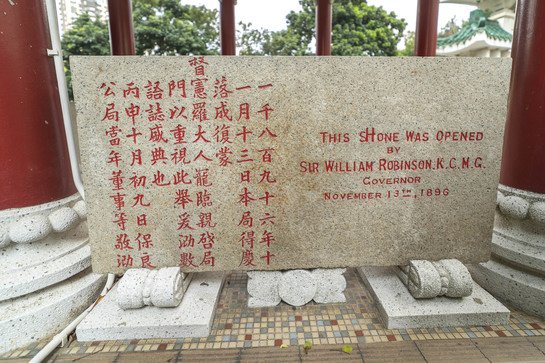 一千八百九十六年十
一月十三日本局得慶
落成復蒙
督憲羅大人寵臨親啓局
門以重視此舉爰泐數
語誌感典也
丙申十月初九日保良
公局當年董事等敬泐
THIS STONE WAS OPENED
BY
SIR WILLIAM ROBINSON. K.C.M.G.
GOVERNOR
NOVEMBER 13TH, 1896